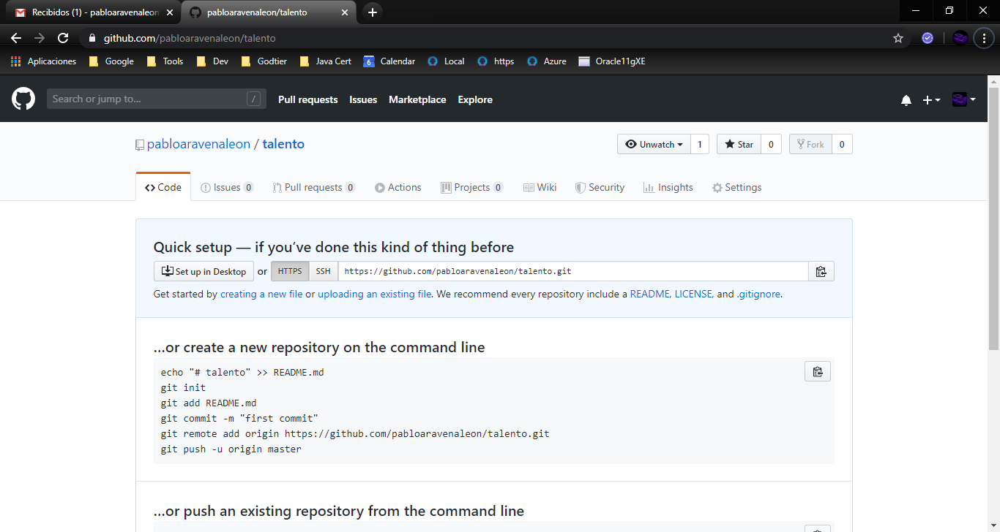 Recibidos (1) - pabloaravenaleon
pabloaravenaleon/talento
github.com/pabloaravenaleon/talento
Aplicaciones Google Tools Dev Godtier Java Cert 6 Calendar Local https Azure Oracle11gXE
Search or jump to... / Pull requests Issues Marketplace Explore
pabloaravenaleon / talento Unwatch 1 Star 0 Fork 0
Code Issues 0 Pull requests 0 Actions Projects 0 Wiki Security Insights Settings
Quick setup — if you’ve done this kind of thing before
Set up in Desktop or HTTPS SSH https://github.com/pabloaravenaleon/talento.git
Get started by creating a new file or uploading an existing file. We recommend every repository include a README, LICENSE, and .gitignore.
…or create a new repository on the command line
echo "# talento" >> README.md
git init
git add README.md
git commit -m "first commit"
git remote add origin https://github.com/pabloaravenaleon/talento.git
git push -u origin master
…or push an existing repository from the command line